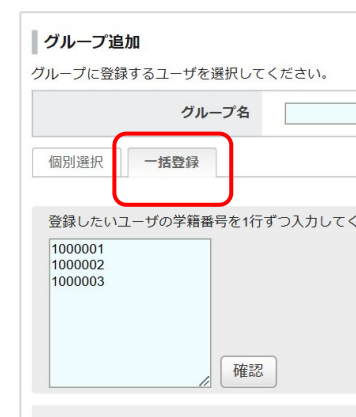 グループ追加
グループに登録するユーザを選択してください。
グループ名
個別選択 一括登録
登録したいユーザの学籍番号を1行ずつ入力してく
1000001
1000002
1000003
確認